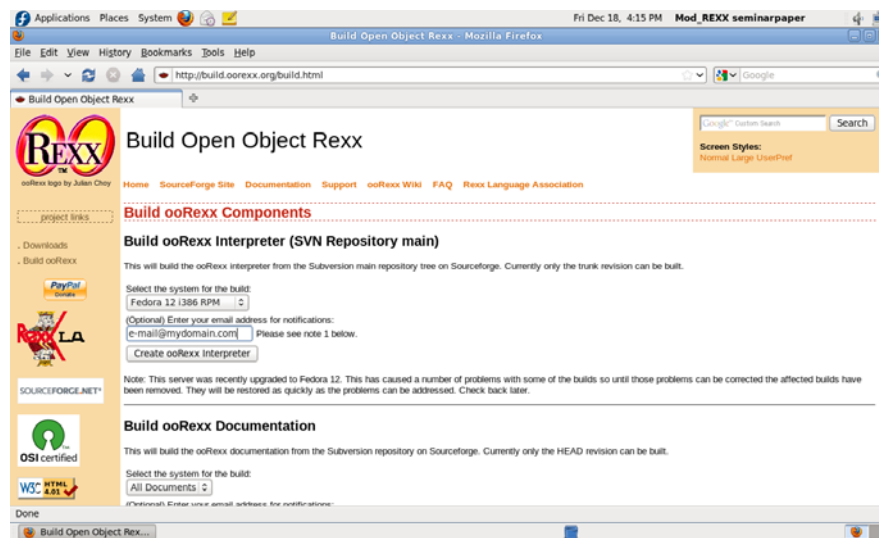 Applications Places System Fri Dec 18, 4:15 PM Mod_REXX seminarpaper
Build Open Object Rexx - Mozilla Firefox
File Edit View History Bookmarks Tools Help
http://build.oorexx.org/build.html Google
Build Open Object Rexx
REXX
TM
ooRexx logo by Julian Choy
Build Open Object Rexx
Google™ Custom Search Search
Screen Styles:
Normal Large UserPref
Home SourceForge Site Documentation Support ooRexx Wiki FAQ Rexx Language Association
project links
. Downloads
. Build ooRexx
PayPal
Donate
Rexx LA
SOURCEFORGE.NET®
OSI certified
W3C HTML 4.01
Build ooRexx Components
Build ooRexx Interpreter (SVN Repository main)
This will build the ooRexx interpreter from the Subversion main repository tree on Sourceforge. Currently only the trunk revision can be built.
Select the system for the build:
Fedora 12 i386 RPM
(Optional) Enter your email address for notifications:
e-mail@mydomain.com Please see note 1 below.
Create ooRexx Interpreter
Note: This server was recently upgraded to Fedora 12. This has caused a number of problems with some of the builds so until those problems can be corrected the affected builds have
been removed. They will be restored as quickly as the problems can be addressed. Check back later.
Build ooRexx Documentation
This will build the ooRexx documentation from the Subversion repository on Sourceforge. Currently only the HEAD revision can be built.
Select the system for the build:
All Documents
(Optional) Enter your email address for notifications:
Done
Build Open Object Rex...